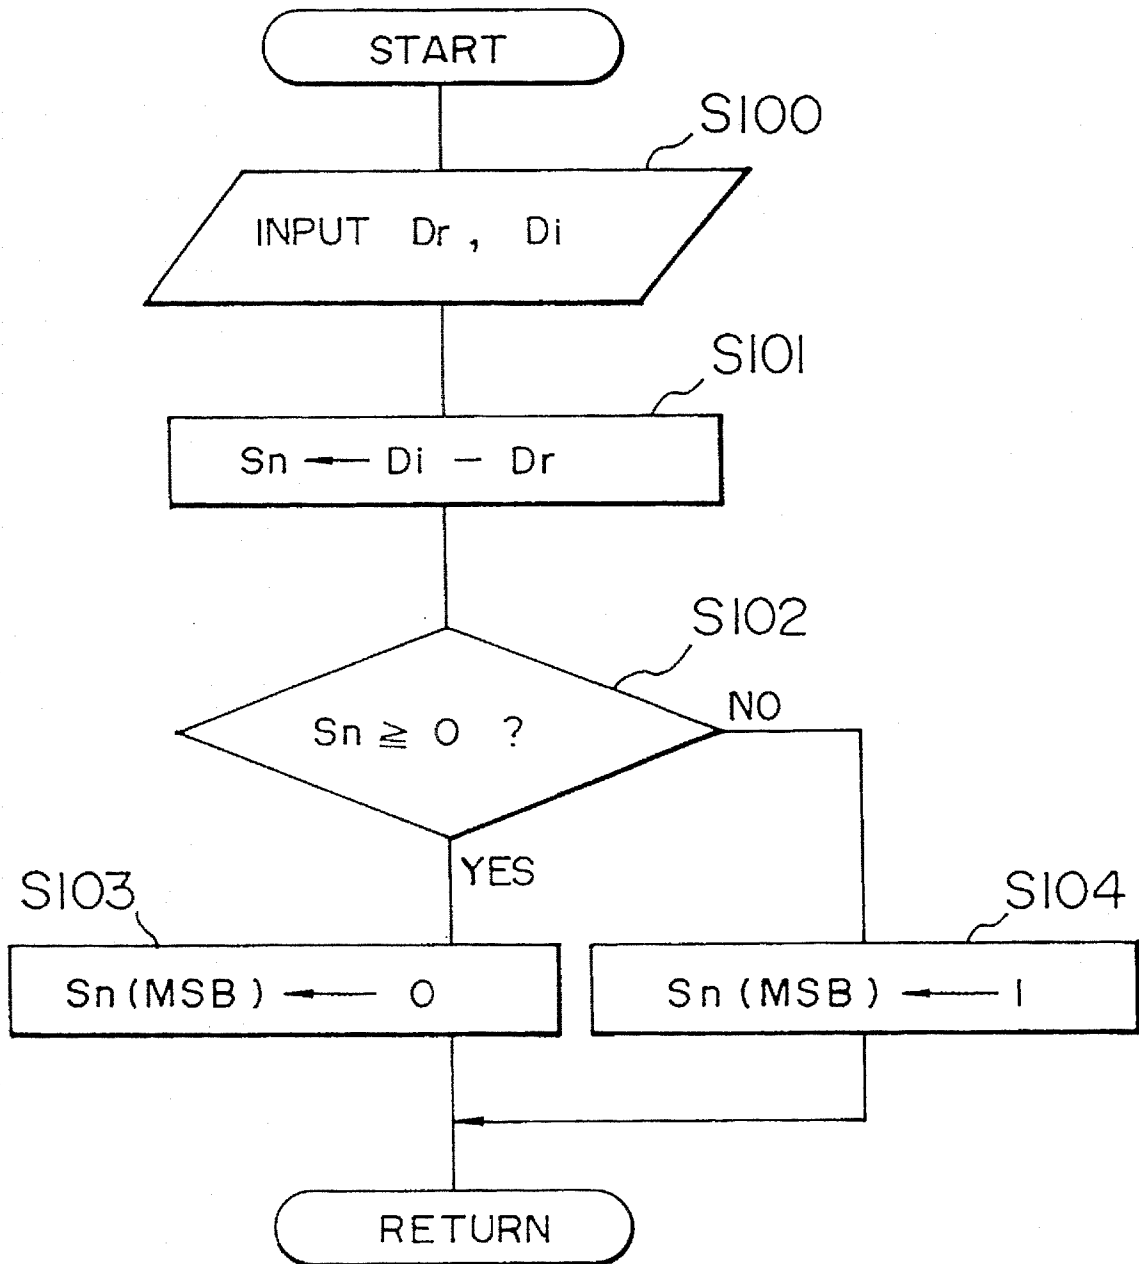 START
S100
INPUT Dr, Di
S101
Sn ← Di - Dr
S102
Sn ≧ 0 ?
NO
YES
S103
S104
Sn(MSB) ← 0
Sn(MSB) ← 1
RETURN